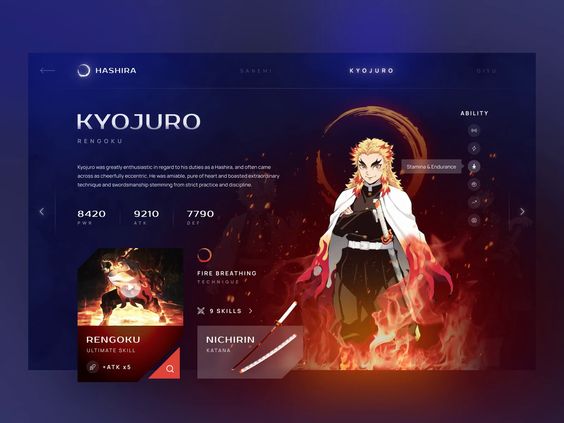 HASHIRA
SANEMI
KYOJURO
GITU
KYOJURO
RENGOKU
ABILITY
Kyojuro was greatly enthusiastic in regard to his duties as a Hashira, and often came
across as cheerfully eccentric. He was amiable, pure of heart and boasted extraordinary
technique and swordsmanship stemming from strict practice and discipline.
Stamina & Endurance
8420
PWR
9210
ATK
7790
DEF
FIRE BREATHING
TECHNIQUE
9 SKILLS
RENGOKU
ULTIMATE SKILL
+ATK x5
NICHIRIN
KATANA